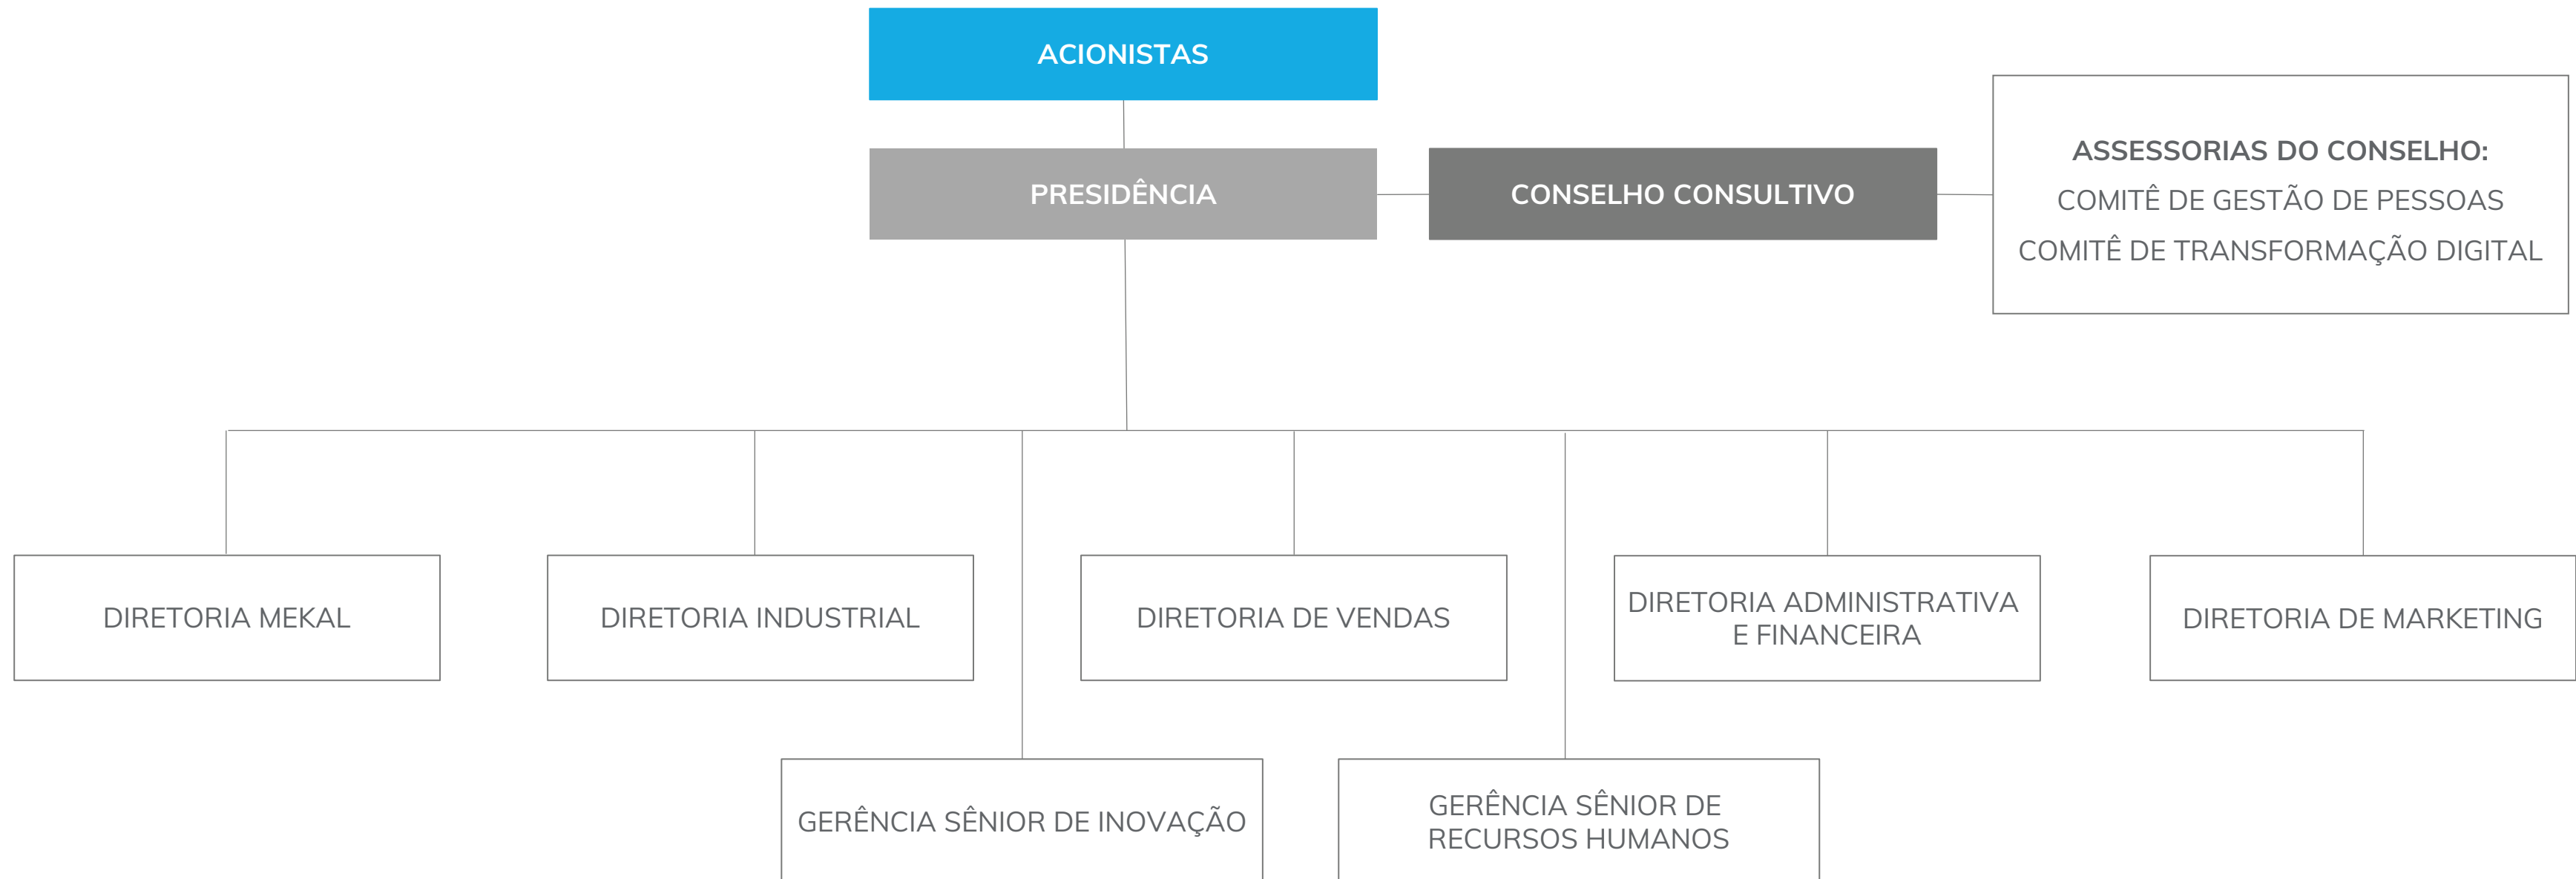 ACIONISTAS
PRESIDÊNCIA
CONSELHO CONSULTIVO
ASSESSORIAS DO CONSELHO:
COMITÊ DE GESTÃO DE PESSOAS
COMITÊ DE TRANSFORMAÇÃO DIGITAL
DIRETORIA MEKAL
DIRETORIA INDUSTRIAL
DIRETORIA DE VENDAS
DIRETORIA ADMINISTRATIVA
E FINANCEIRA
DIRETORIA DE MARKETING
GERÊNCIA SÊNIOR DE INOVAÇÃO
GERÊNCIA SÊNIOR DE
RECURSOS HUMANOS